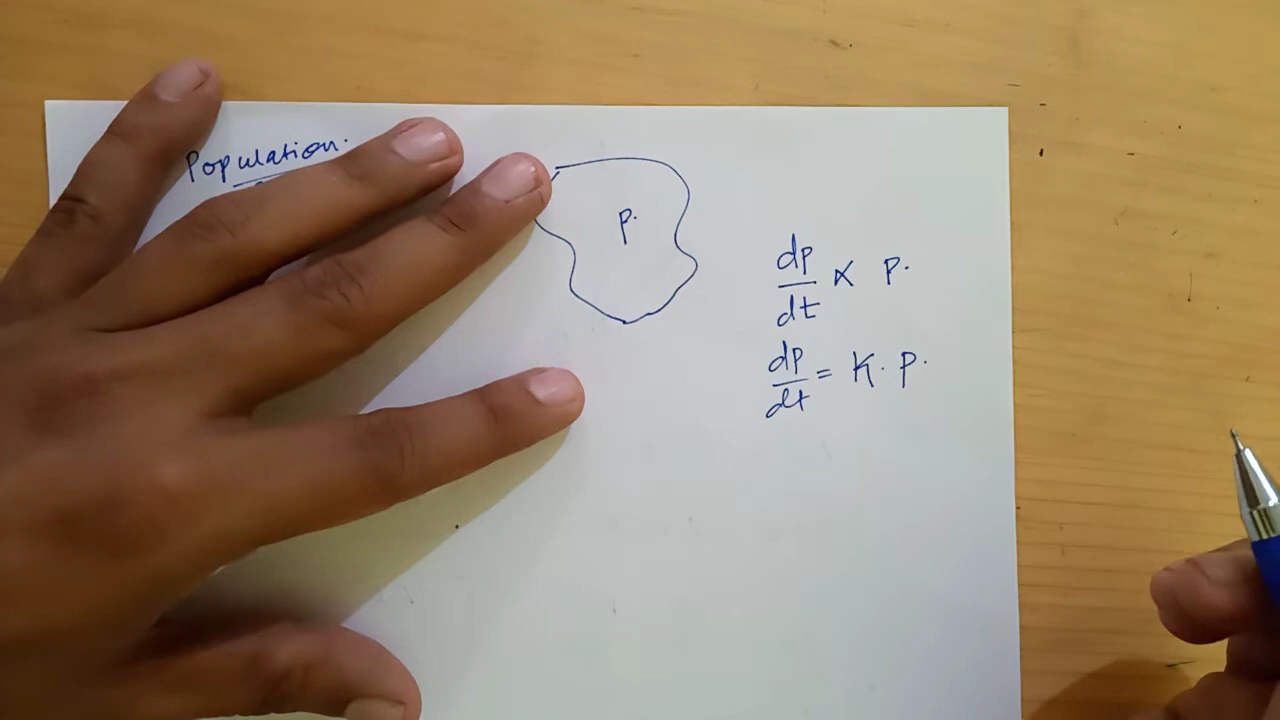 Population.
P.
dp/dt ∝ P.
dp/dt = K. P.